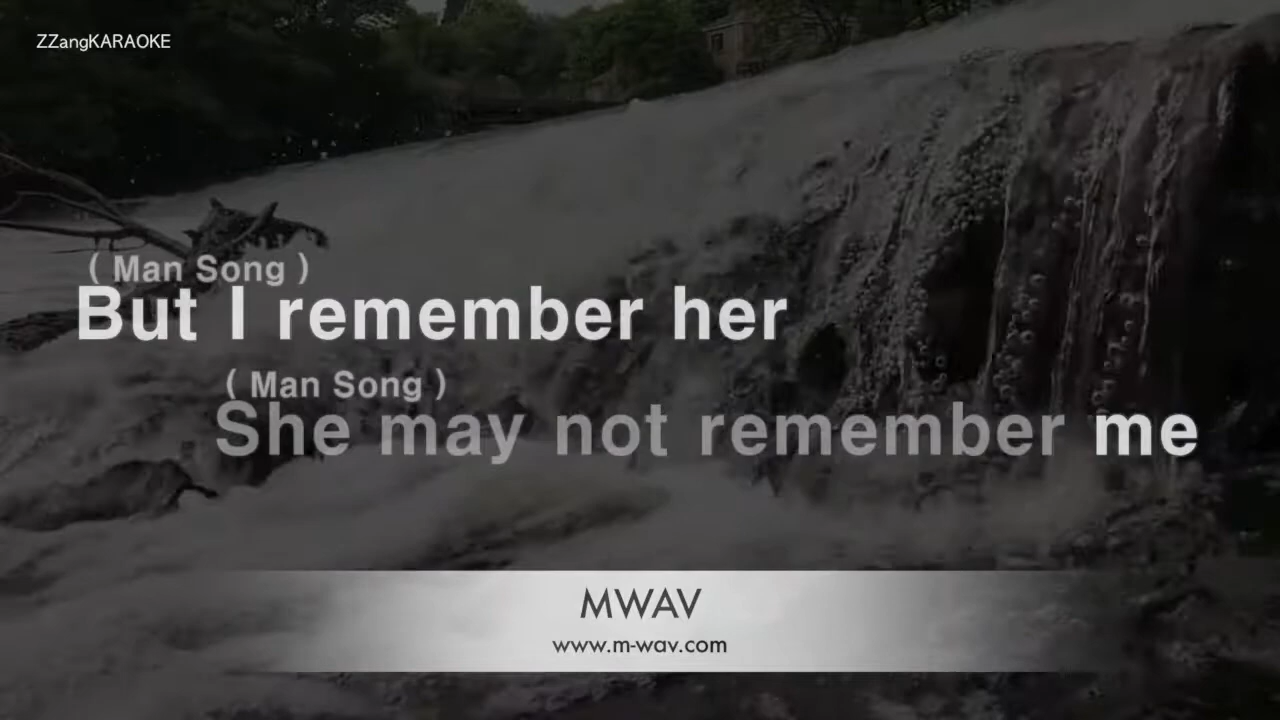 ZZangKARAOKE
( Man Song )
But I remember her
( Man Song )
She may not remember me
MWAV
www.m-wav.com